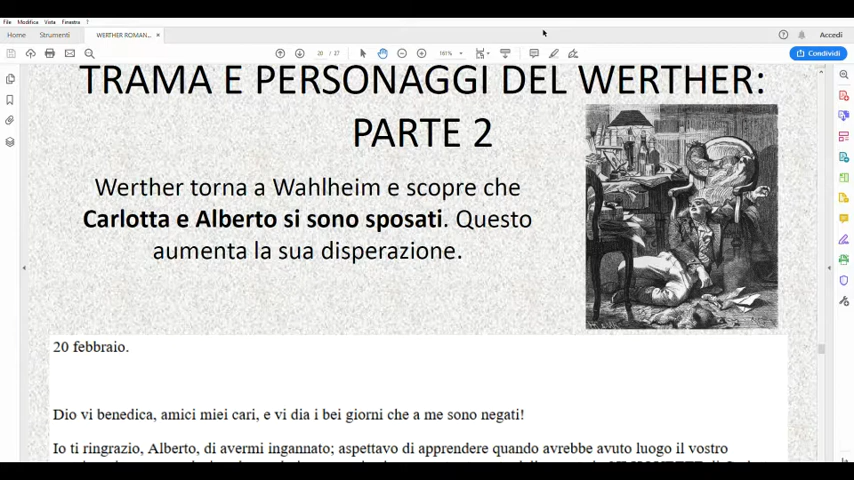 File Modifica Vista Finestra ?
Home Strumenti WERTHER ROMAN... × Accedi
20 / 37 161% Condividi
TRAMA E PERSONAGGI DEL WERTHER:
PARTE 2
Werther torna a Wahlheim e scopre che
Carlotta e Alberto si sono sposati. Questo
aumenta la sua disperazione.
20 febbraio.
Dio vi benedica, amici miei cari, e vi dia i bei giorni che a me sono negati!
Io ti ringrazio, Alberto, di avermi ingannato; aspettavo di apprendere quando avrebbe avuto luogo il vostro